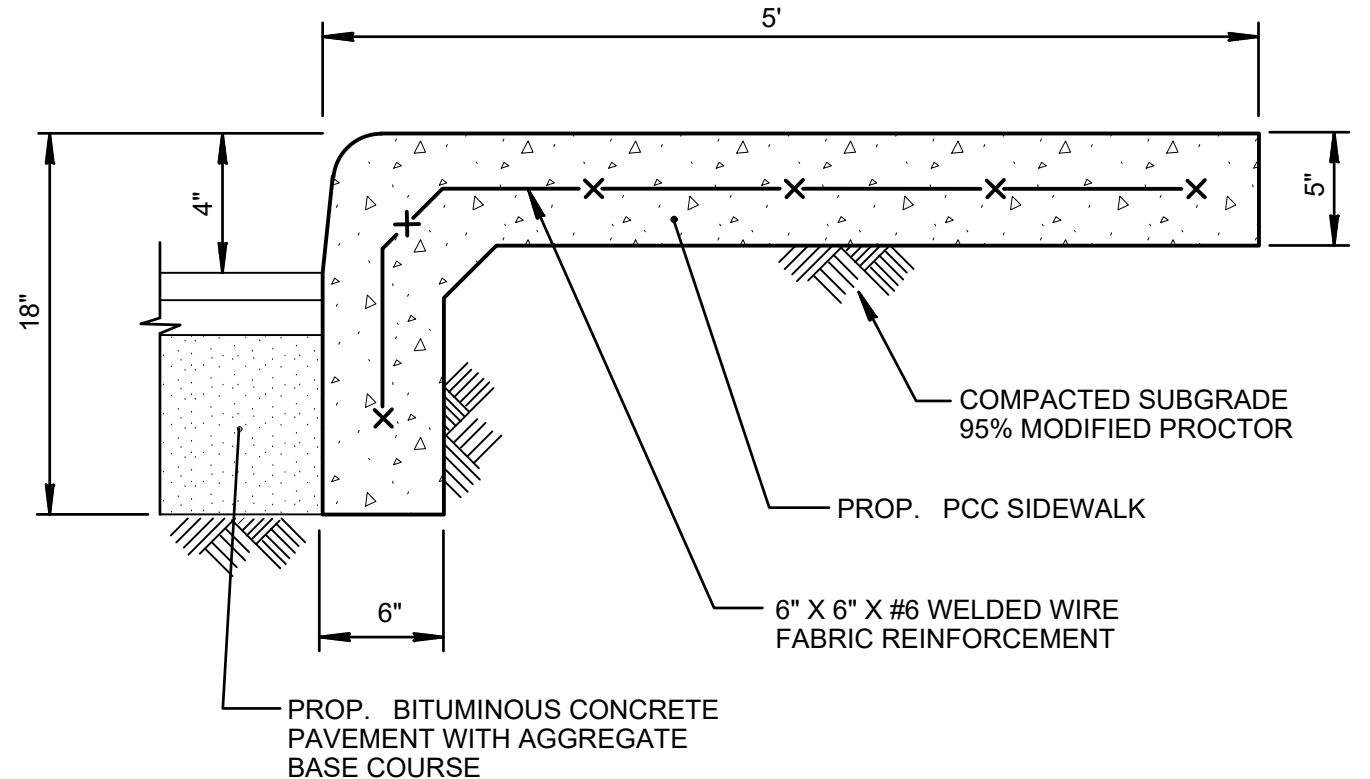 5'
4"
5"
18"
COMPACTED SUBGRADE
95% MODIFIED PROCTOR
PROP. PCC SIDEWALK
6"
6" X 6" X #6 WELDED WIRE
FABRIC REINFORCEMENT
PROP. BITUMINOUS CONCRETE
PAVEMENT WITH AGGREGATE
BASE COURSE